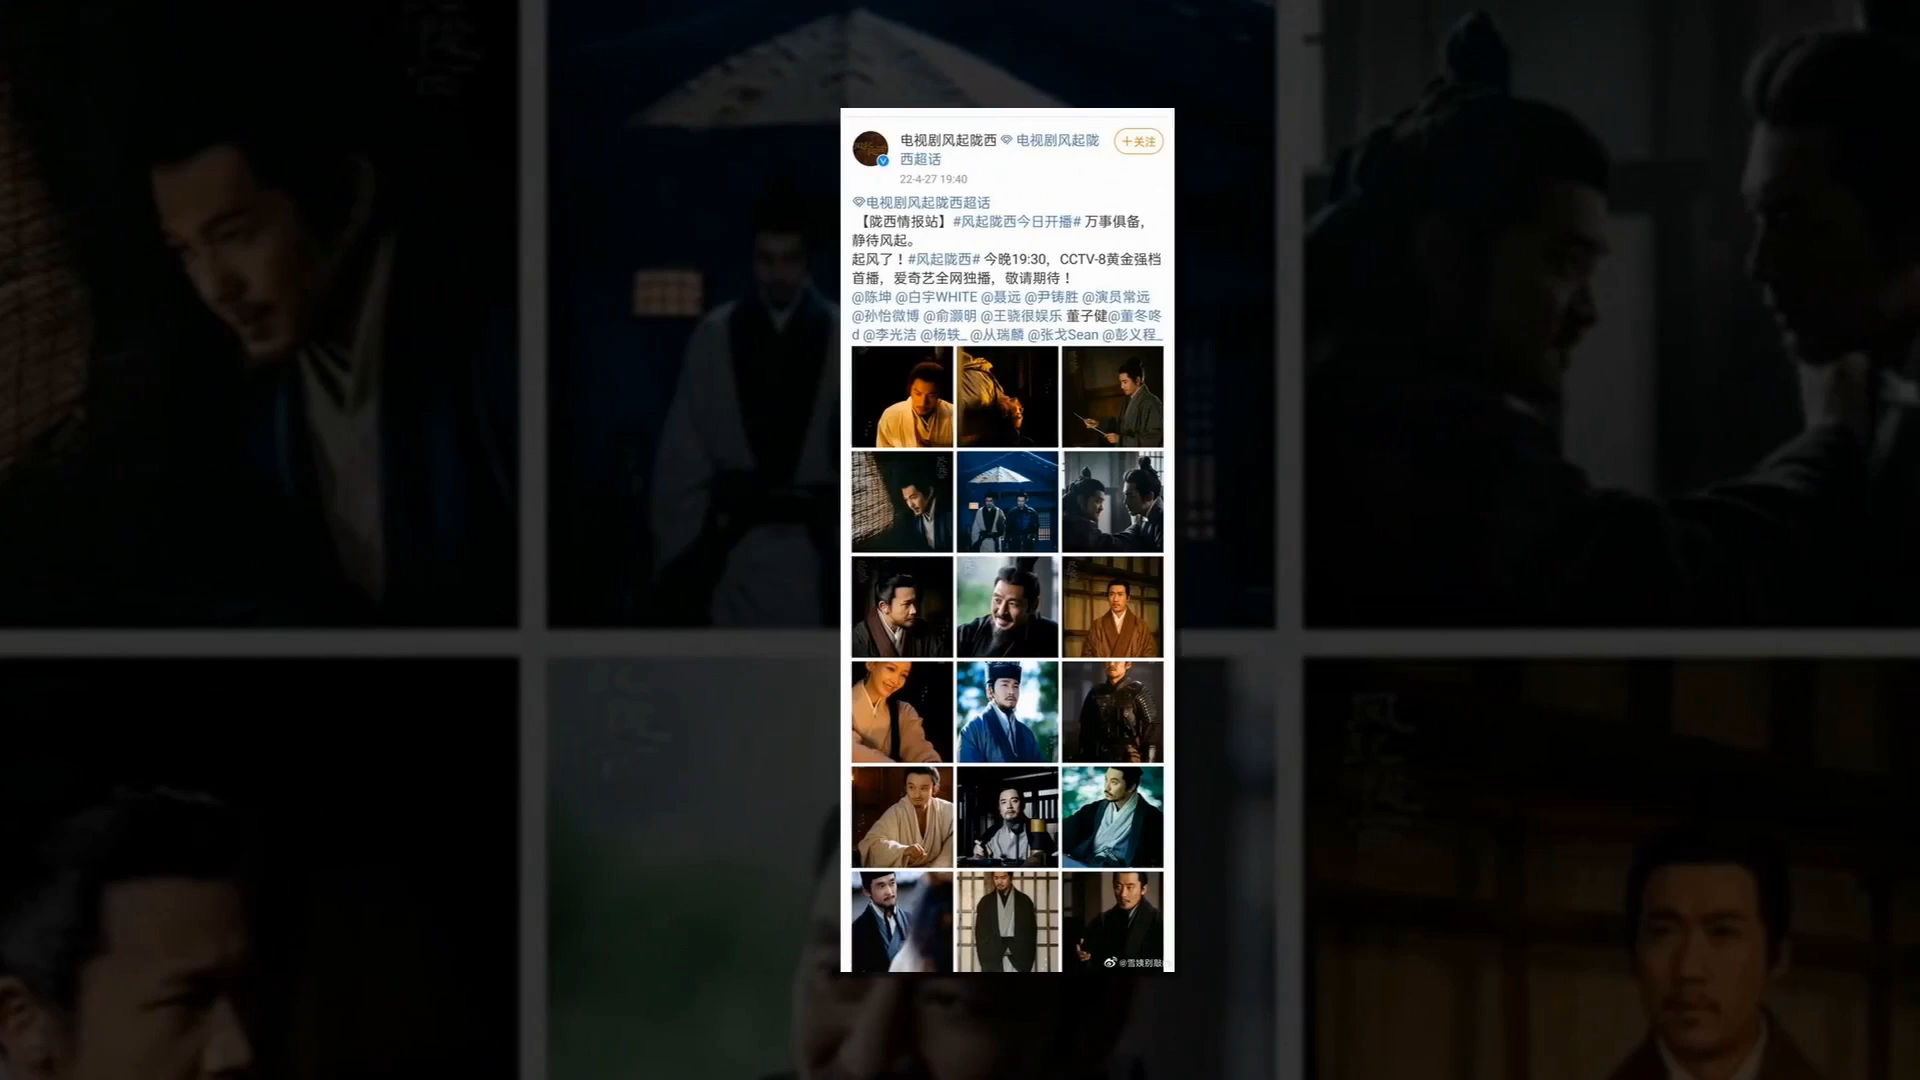 电视剧风起陇西 电视剧风起陇
西超话
+关注
22-4-27 19:40
电视剧风起陇西超话
【陇西情报站】#风起陇西今日开播# 万事俱备,
静待风起。
起风了！#风起陇西# 今晚19:30，CCTV-8黄金强档
首播，爱奇艺全网独播，敬请期待！
@陈坤 @白宇WHITE @聂远 @尹铸胜 @演员常远
@孙怡微博 @俞灏明 @王骁很娱乐 董子健@董冬咚
d @李光洁 @杨轶_ @从瑞麟 @张戈Sean @彭义程_
@雪姨别敲